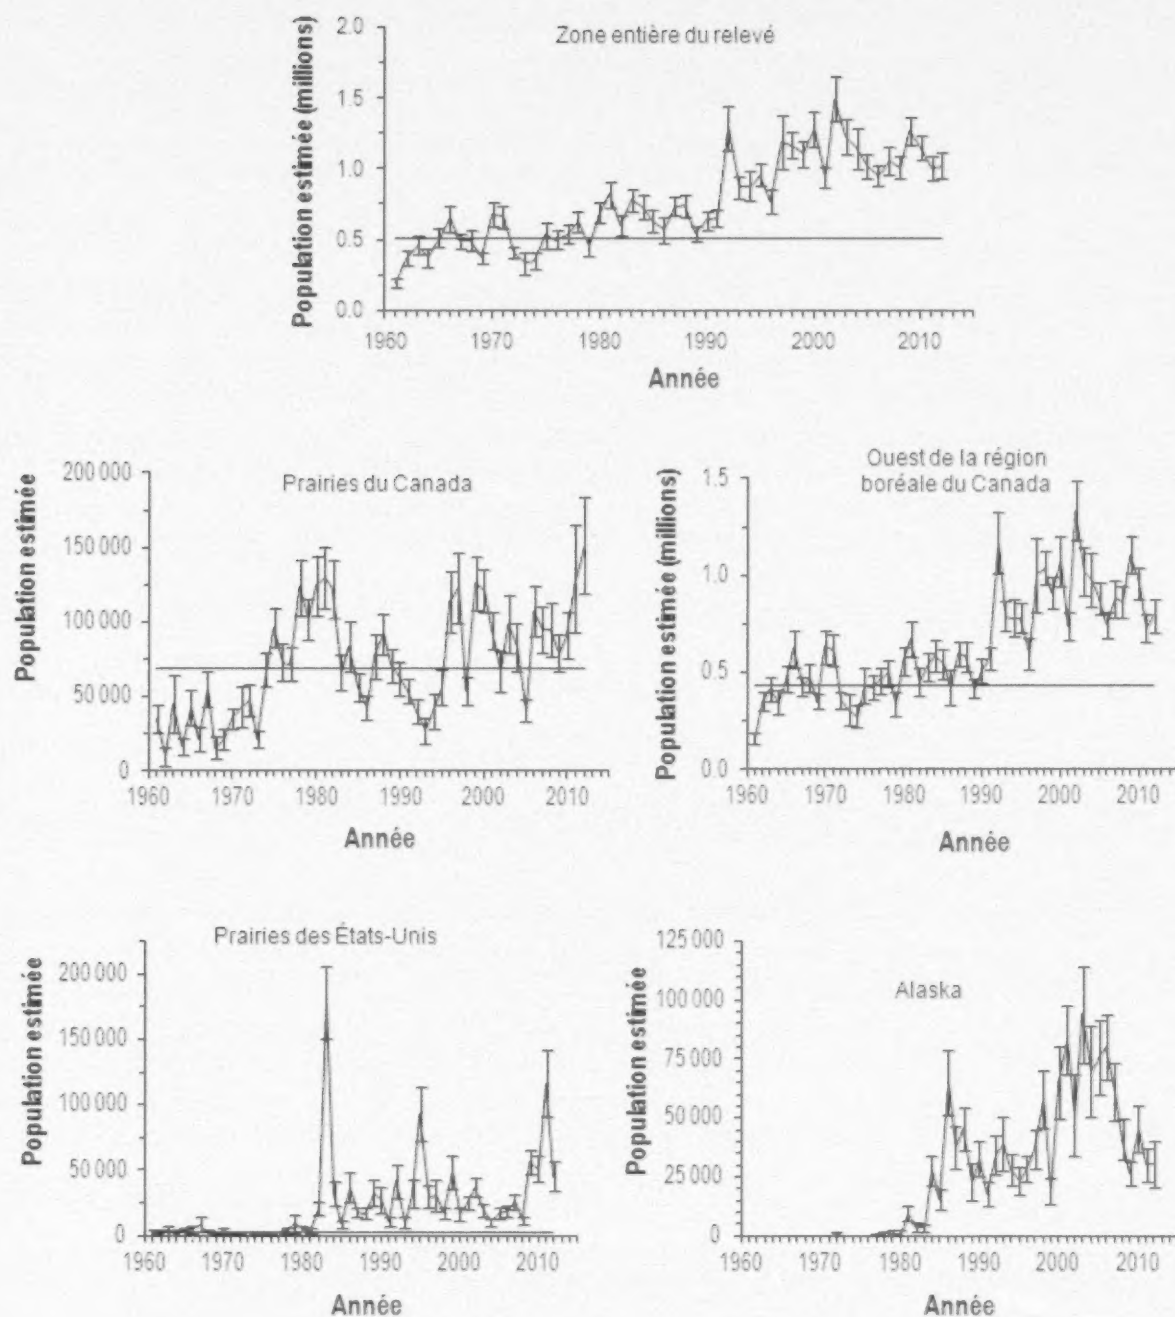 Zone entière du relevé
Population estimée (millions)
2.0
1.5
1.0
0.5
0.0
1960 1970 1980 1990 2000 2010
Année
Prairies du Canada
Population estimée
200 000
150 000
100 000
50 000
0
1960 1970 1980 1990 2000 2010
Année
Ouest de la région
boréale du Canada
Population estimée (millions)
1.5
1.0
0.5
0.0
1960 1970 1980 1990 2000 2010
Année
Prairies des États-Unis
Population estimée
200 000
150 000
100 000
50 000
0
1960 1970 1980 1990 2000 2010
Année
Alaska
Population estimée
125 000
100 000
75 000
50 000
25 000
0
1960 1970 1980 1990 2000 2010
Année